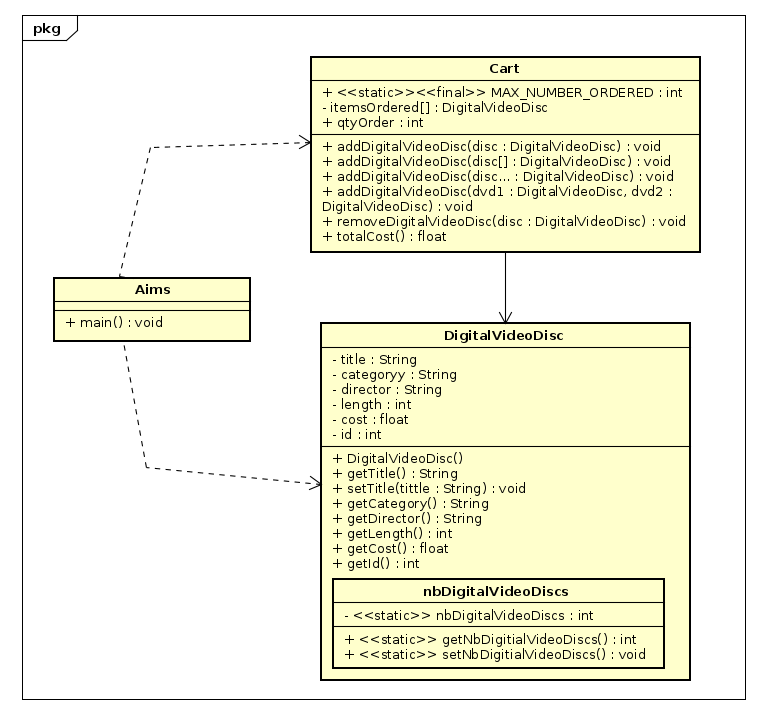 pkg
Cart
+ <<static>><<final>> MAX_NUMBER_ORDERED : int
- itemsOrdered[] : DigitalVideoDisc
+ qtyOrder : int
+ addDigitalVideoDisc(disc : DigitalVideoDisc) : void
+ addDigitalVideoDisc(disc[] : DigitalVideoDisc) : void
+ addDigitalVideoDisc(disc... : DigitalVideoDisc) : void
+ addDigitalVideoDisc(dvd1 : DigitalVideoDisc, dvd2 :
DigitalVideoDisc) : void
+ removeDigitalVideoDisc(disc : DigitalVideoDisc) : void
+ totalCost() : float
Aims
+ main() : void
DigitalVideoDisc
- title : String
- categoryy : String
- director : String
- length : int
- cost : float
- id : int
+ DigitalVideoDisc()
+ getTitle() : String
+ setTitle(tittle : String) : void
+ getCategory() : String
+ getDirector() : String
+ getLength() : int
+ getCost() : float
+ getId() : int
nbDigitalVideoDiscs
- <<static>> nbDigitalVideoDiscs : int
+ <<static>> getNbDigitialVideoDiscs() : int
+ <<static>> setNbDigitialVideoDiscs() : void